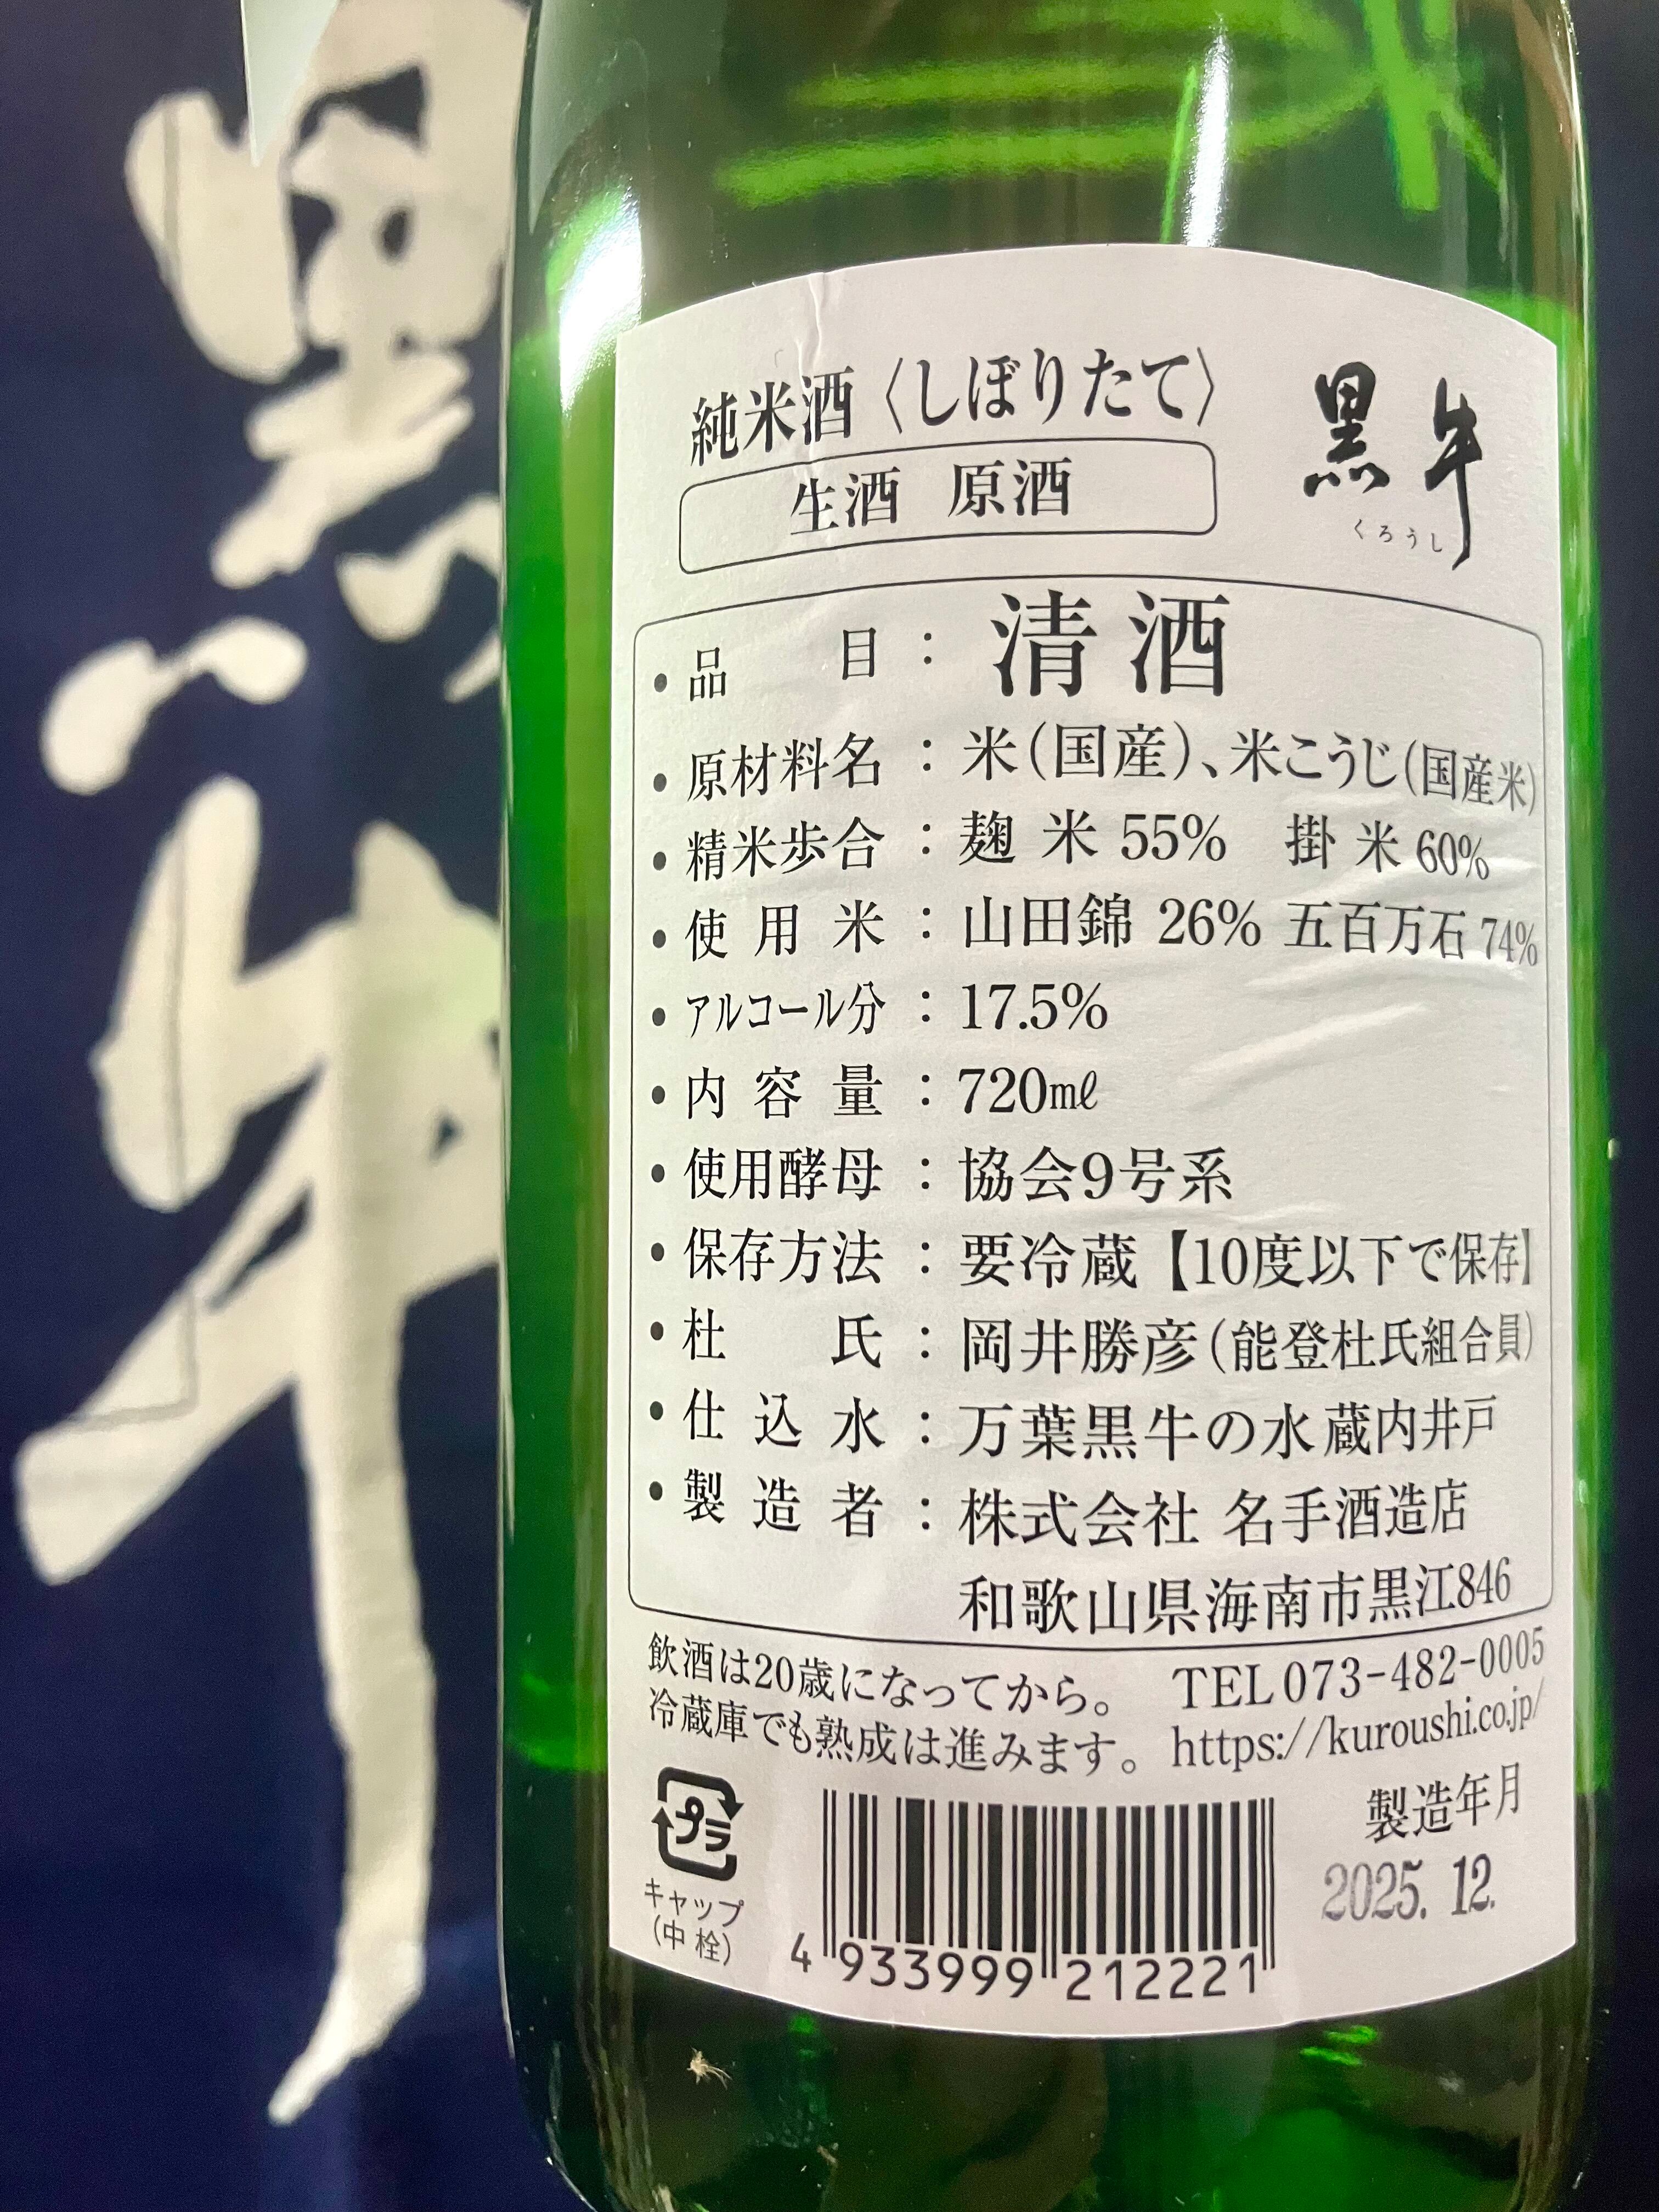 黒牛
純米酒〈しぼりたて〉
生酒 原酒
黒牛
くろうし
・品目：清酒
・原材料名：米(国産)、米こうじ(国産米)
・精米歩合：麹米 55% 掛米 60%
・使用米：山田錦 26% 五百万石 74%
・アルコール分：17.5%
・内容量：720㎖
・使用酵母：協会9号系
・保存方法：要冷蔵【10度以下で保存】
・杜氏：岡井勝彦(能登杜氏組合員)
・仕込水：万葉黒牛の水 蔵内井戸
・製造者：株式会社 名手酒造店
和歌山県海南市黒江846
飲酒は20歳になってから。 TEL 073-482-0005
冷蔵庫でも熟成は進みます。 https://kuroushi.co.jp/
プラ
キャップ
(中栓)
4 933999 212221
製造年月
2025. 12.